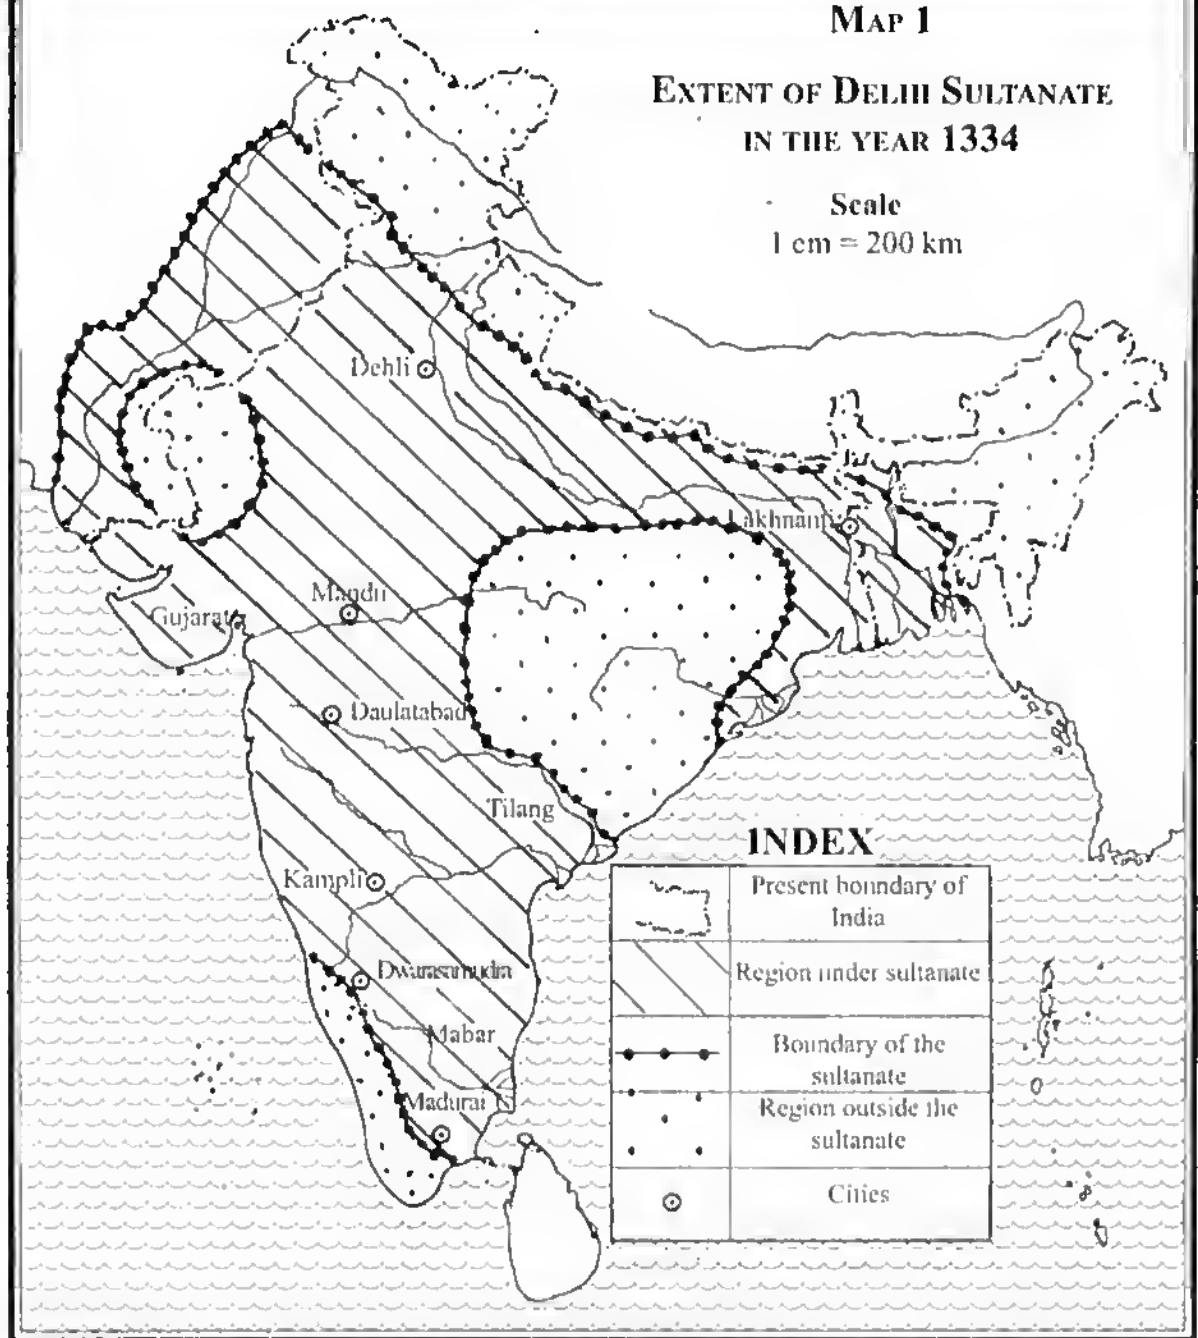 MAP 1
EXTENT OF DELHI SULTANATE
IN THE YEAR 1334
Scale
1 cm = 200 km
Dehli
Lakhnauti
Mandu
Gujarat
Daulatabad
Tilang
Kampli
Dwarasamudra
Mabar
Madurai
INDEX
Present boundary of
India
Region under sultanate
Boundary of the
sultanate
Region outside the
sultanate
Cities